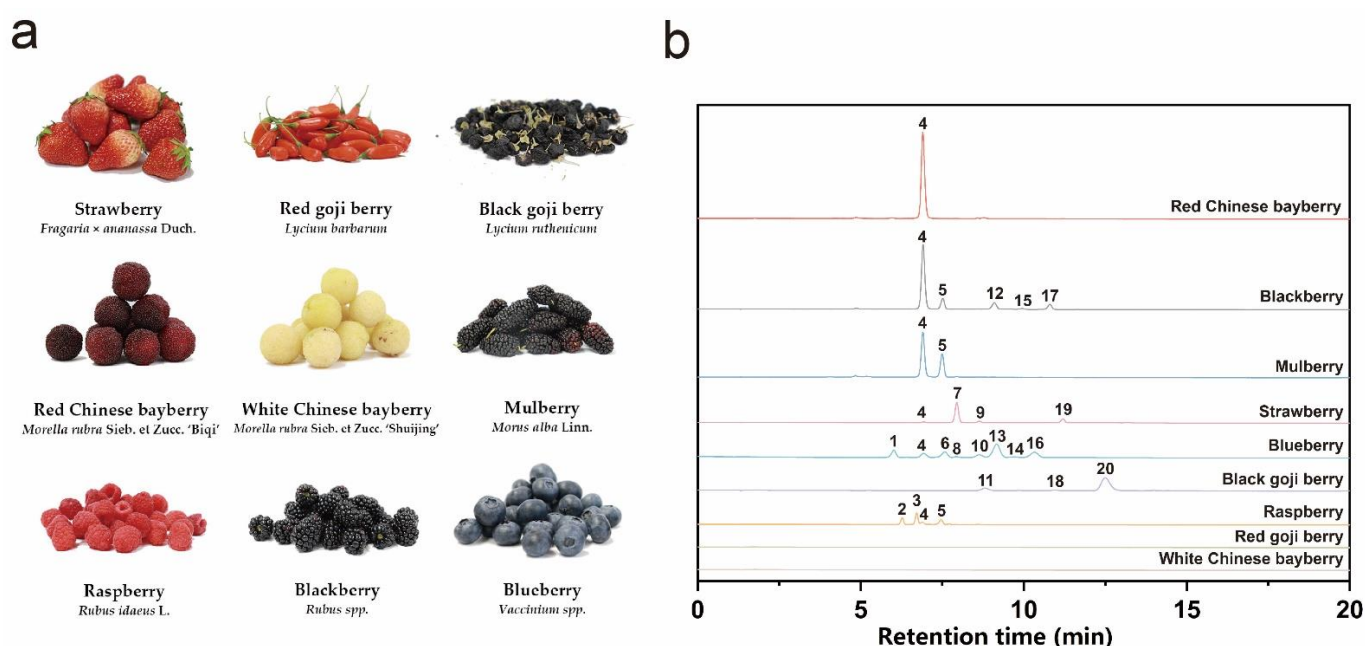 a
Strawberry
Fragaria × ananassa Duch.
Red goji berry
Lycium barbarum
Black goji berry
Lycium ruthenicum
Red Chinese bayberry
Morella rubra Sieb. et Zucc. 'Biqi'
White Chinese bayberry
Morella rubra Sieb. et Zucc. 'Shuijing'
Mulberry
Morus alba Linn.
Raspberry
Rubus idaeus L.
Blackberry
Rubus spp.
Blueberry
Vaccinium spp.
b
4
Red Chinese bayberry
4
5
12
15
17
Blackberry
4
5
Mulberry
4
7
9
19
Strawberry
1
4
6
8
10
13
14
16
Blueberry
11
18
20
Black goji berry
2
3
4
5
Raspberry
Red goji berry
White Chinese bayberry
0
5
10
15
20
Retention time (min)